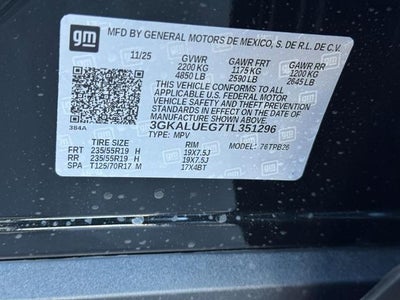 gm
MFD BY GENERAL MOTORS DE MEXICO, S. DE R.L. DE C.V.
11/25 GVWR GAWR FRT GAWR RR
2200 KG 1175 KG 1200 KG
4850 LB 2590 LB 2645 LB
THIS VEHICLE CONFORMS TO ALL
APPLICABLE U.S. FEDERAL MOTOR
VEHICLE SAFETY, BUMPER, AND THEFT
PREVENTION STANDARDS IN EFFECT ON THE
DATE OF MANUFACTURE SHOWN ABOVE.
384A 3GKALUEG7TL351296
TYPE: MPV MODEL: 76TPB26
TIRE SIZE RIM
FRT 235/55R19 H 19X7.5J
RR 235/55R19 H 19X7.5J
SPA T125/70R17 M 17X4BT